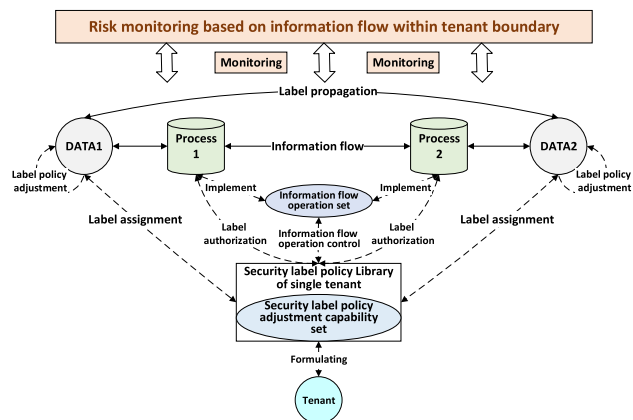 Risk monitoring based on information flow within tenant boundary
Monitoring
Monitoring
Label propagation
DATA1
Process
1
Information flow
Process
2
DATA2
Label policy
adjustment
Label policy
adjustment
Implement
Implement
Information flow
operation set
Label assignment
Label assignment
Label
authorization
Information flow
operation control
Label
authorization
Security label policy Library
of single tenant
Security label policy
adjustment capability
set
Formulating
Tenant